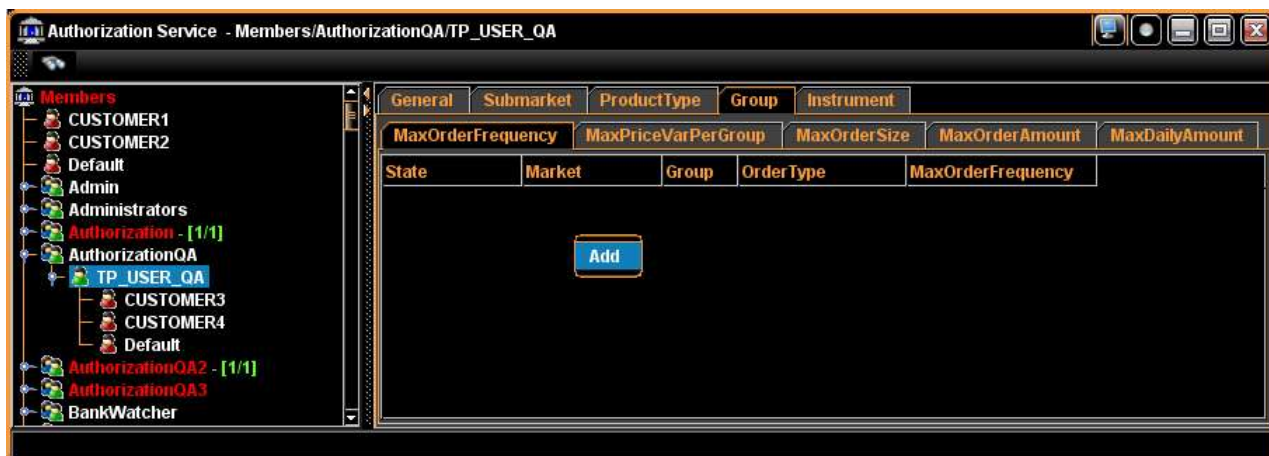 Authorization Service - Members/AuthorizationQA/TP_USER_QA
Members
CUSTOMER1
CUSTOMER2
Default
Admin
Administrators
Authorization - [1/1]
AuthorizationQA
TP_USER_QA
CUSTOMER3
CUSTOMER4
Default
AuthorizationQA2 - [1/1]
AuthorizationQA3
BankWatcher
General Submarket ProductType Group Instrument
MaxOrderFrequency MaxPriceVarPerGroup MaxOrderSize MaxOrderAmount MaxDailyAmount
State Market Group OrderType MaxOrderFrequency
Add